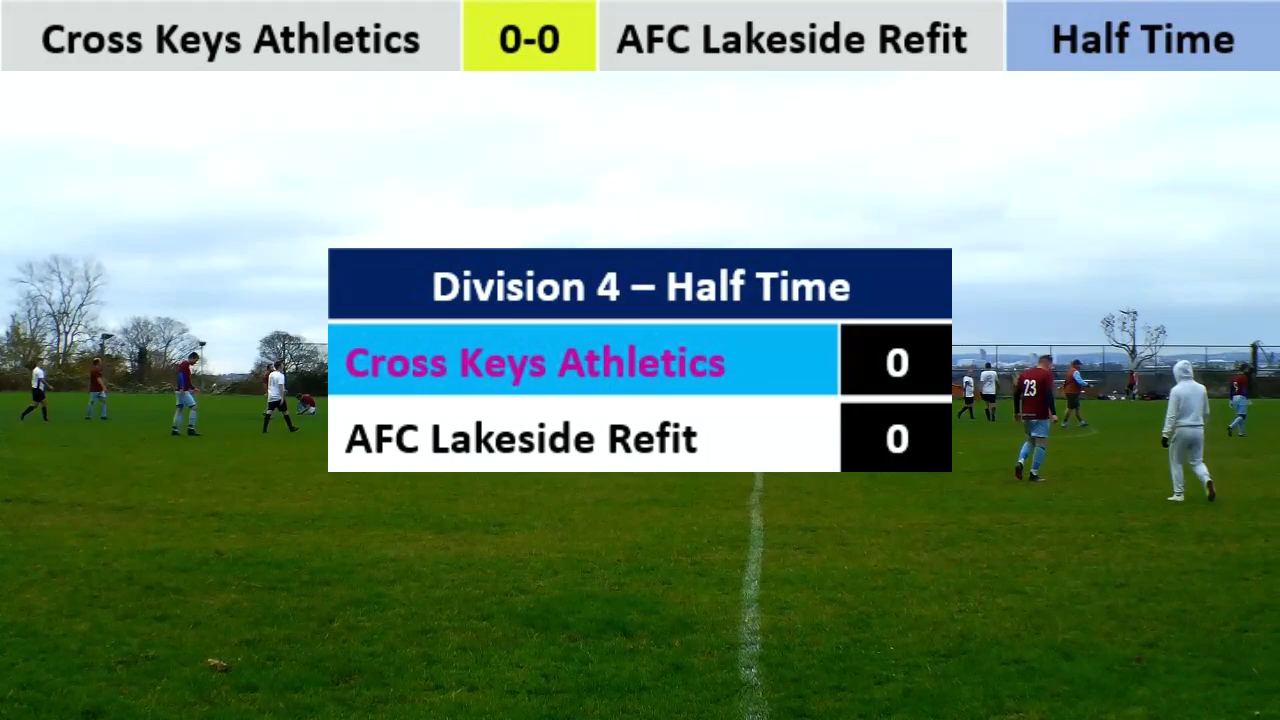 Cross Keys Athletics 0-0 AFC Lakeside Refit Half Time
Division 4 – Half Time
Cross Keys Athletics 0
AFC Lakeside Refit 0
23
5